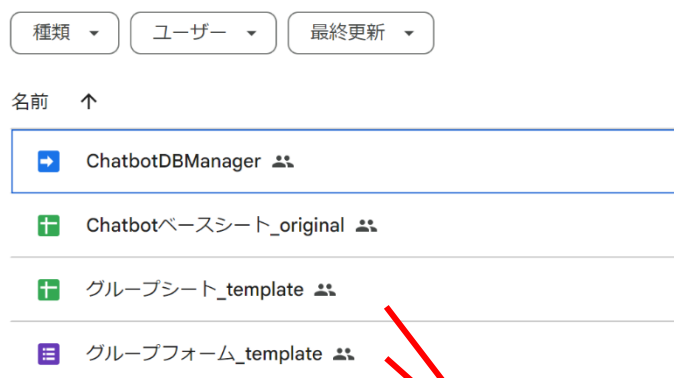 種類 ユーザー 最終更新
名前
ChatbotDBManager
Chatbotベースシート_original
グループシート_template
グループフォーム_template